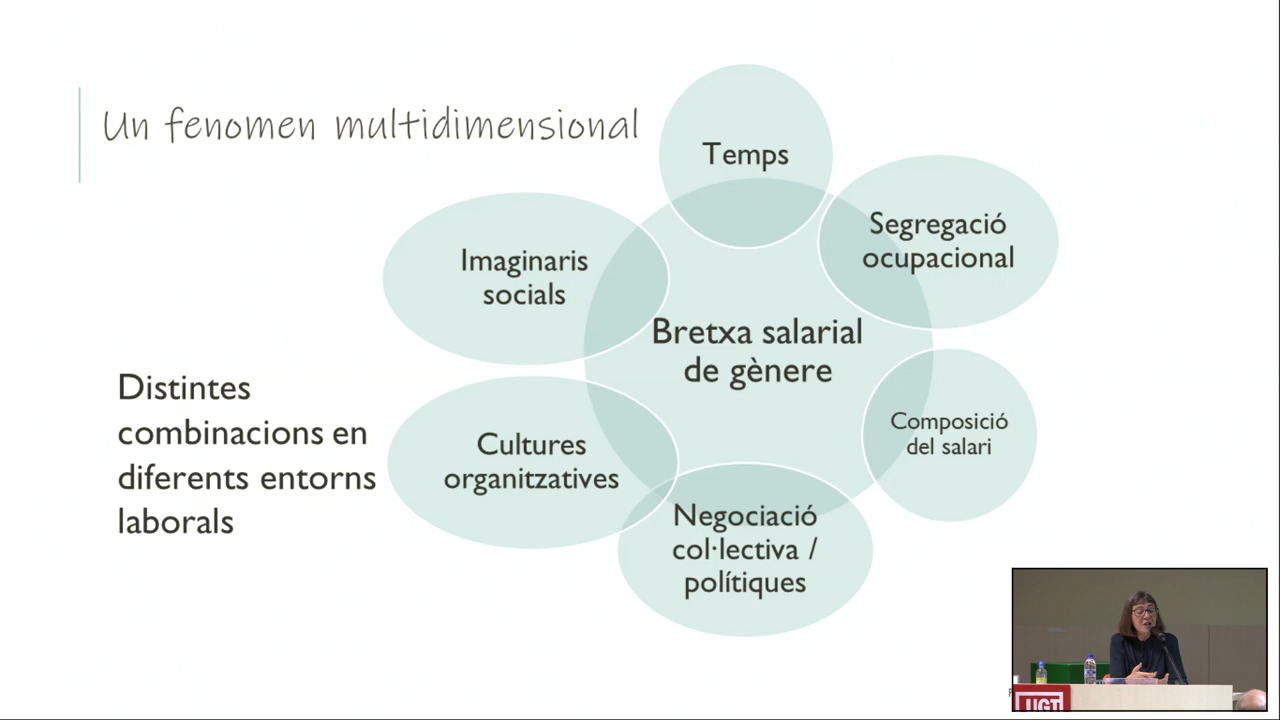 Un fenomen multidimensional
Temps
Segregació
ocupacional
Imaginaris
socials
Bretxa salarial
de gènere
Distintes
combinacions en
diferents entorns
laborals
Composició
del salari
Cultures
organitzatives
Negociació
col·lectiva /
polítiques
UGT